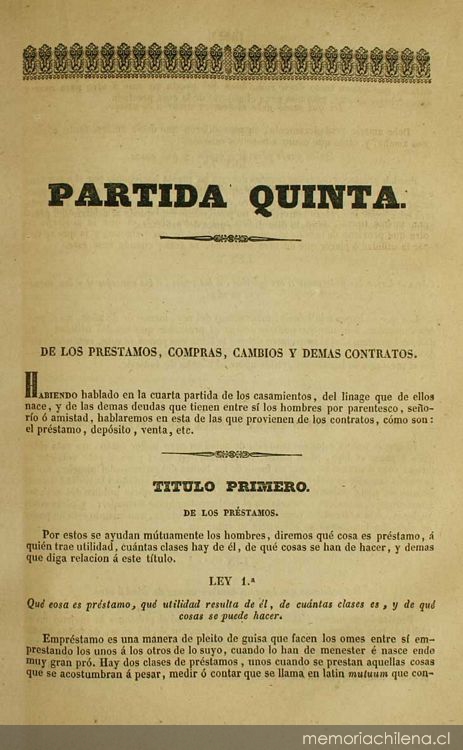 PARTIDA QUINTA.
DE LOS PRESTAMOS, COMPRAS, CAMBIOS Y DEMAS CONTRATOS.
HABIENDO hablado en la cuarta partida de los casamientos, del linage que de ellos
nace, y de las demas deudas que tienen entre sí los hombres por parentesco, seño-
río ó amistad, hablaremos en esta de las que provienen de los contratos, cómo son:
el préstamo, depósito, venta, etc.
TITULO PRIMERO.
DE LOS PRÉSTAMOS.
Por estos se ayudan mútuamente los hombres, diremos qué cosa es préstamo, á
quién trae utilidad, cuántas clases hay de él, de qué cosas se han de hacer, y demas
que diga relacion á este título.
LEY 1.ª
Qué eosa es préstamo, qué utilidad resulta de él, de cuántas clases es, y de qué
cosas se puede hacer.
Empréstamo es una manera de pleito de guisa que facen los omes entre sí em-
prestando los unos á los otros de lo suyo, cuando lo han de menester é nasce ende
muy gran pró. Hay dos clases de préstamos, unos cuando se prestan aquellas cosas
que se acostumbran á pesar, medir ó contar que se llama en latin mutuum que con-
memoriachilena.cl